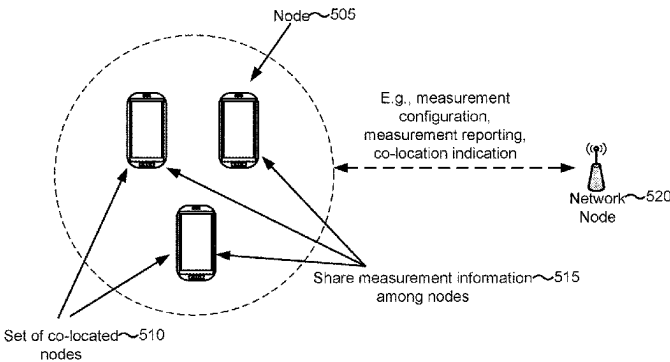 Node~505
E.g., measurement
configuration,
measurement reporting,
co-location indication
Network~520
Node
Share measurement information~515
among nodes
Set of co-located~510
nodes